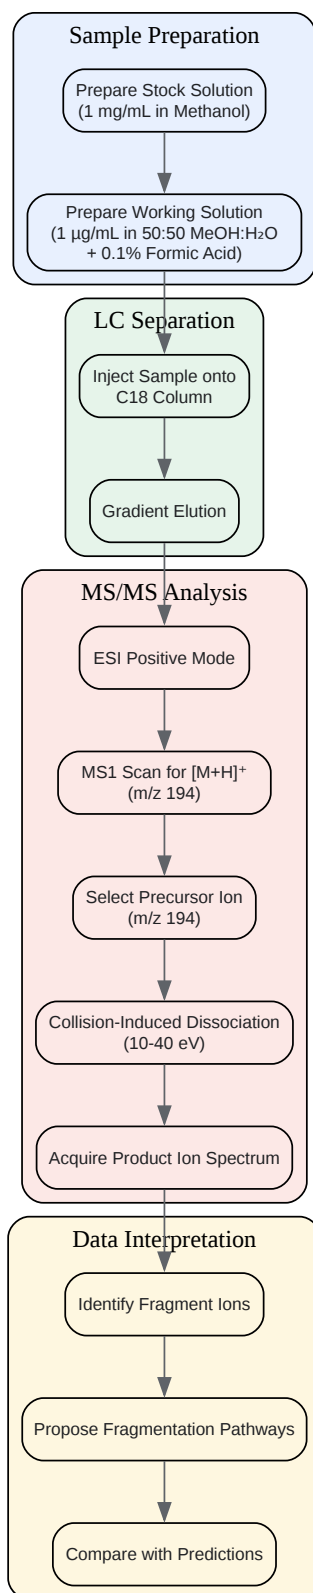 Sample Preparation
Prepare Stock Solution
(1 mg/mL in Methanol)
Prepare Working Solution
(1 µg/mL in 50:50 MeOH:H₂O
+ 0.1% Formic Acid)
LC Separation
Inject Sample onto
C18 Column
Gradient Elution
MS/MS Analysis
ESI Positive Mode
MS1 Scan for [M+H]⁺
(m/z 194)
Select Precursor Ion
(m/z 194)
Collision-Induced Dissociation
(10-40 eV)
Acquire Product Ion Spectrum
Data Interpretation
Identify Fragment Ions
Propose Fragmentation Pathways
Compare with Predictions